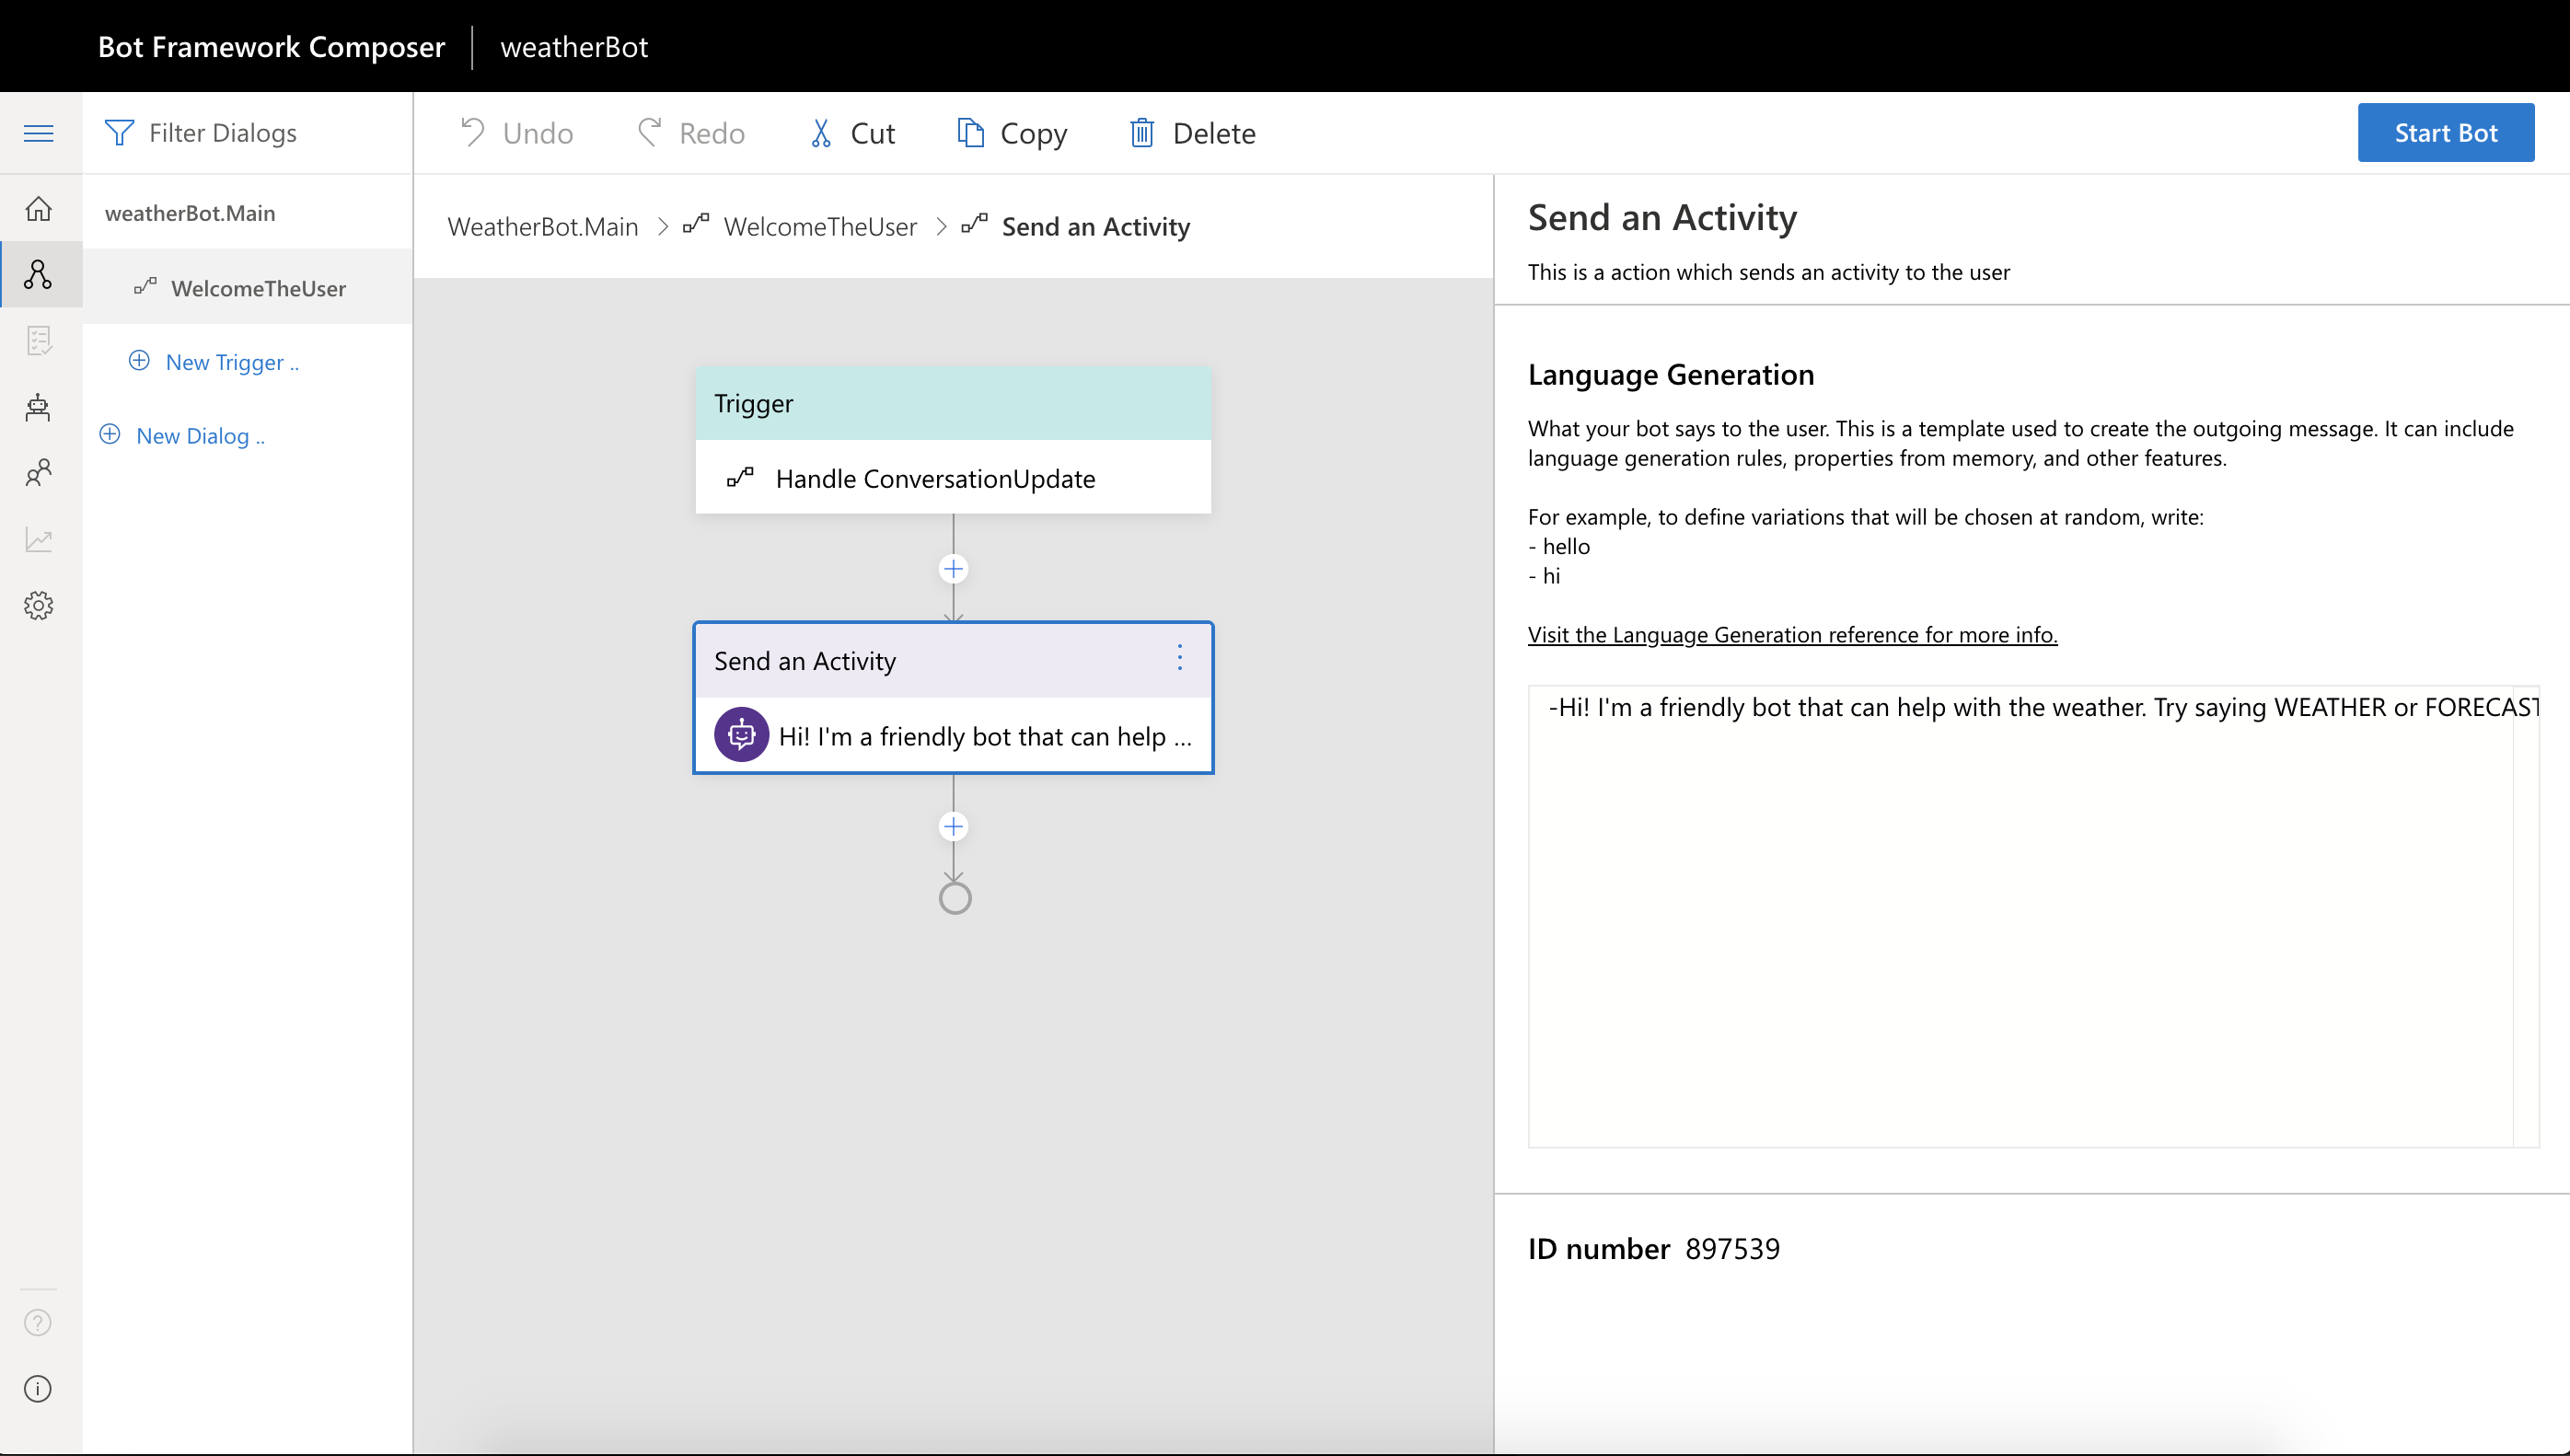 Bot Framework Composer
weatherBot
Filter Dialogs
Undo
Redo
Cut
Copy
Delete
Start Bot
weatherBot.Main
WelcomeTheUser
New Trigger ..
New Dialog ..
WeatherBot.Main > WelcomeTheUser > Send an Activity
Trigger
Handle ConversationUpdate
Send an Activity
Hi! I'm a friendly bot that can help ...
Send an Activity
This is a action which sends an activity to the user
Language Generation
What your bot says to the user. This is a template used to create the outgoing message. It can include
language generation rules, properties from memory, and other features.
For example, to define variations that will be chosen at random, write:
- hello
- hi
Visit the Language Generation reference for more info.
-Hi! I'm a friendly bot that can help with the weather. Try saying WEATHER or FORECAST
ID number 897539